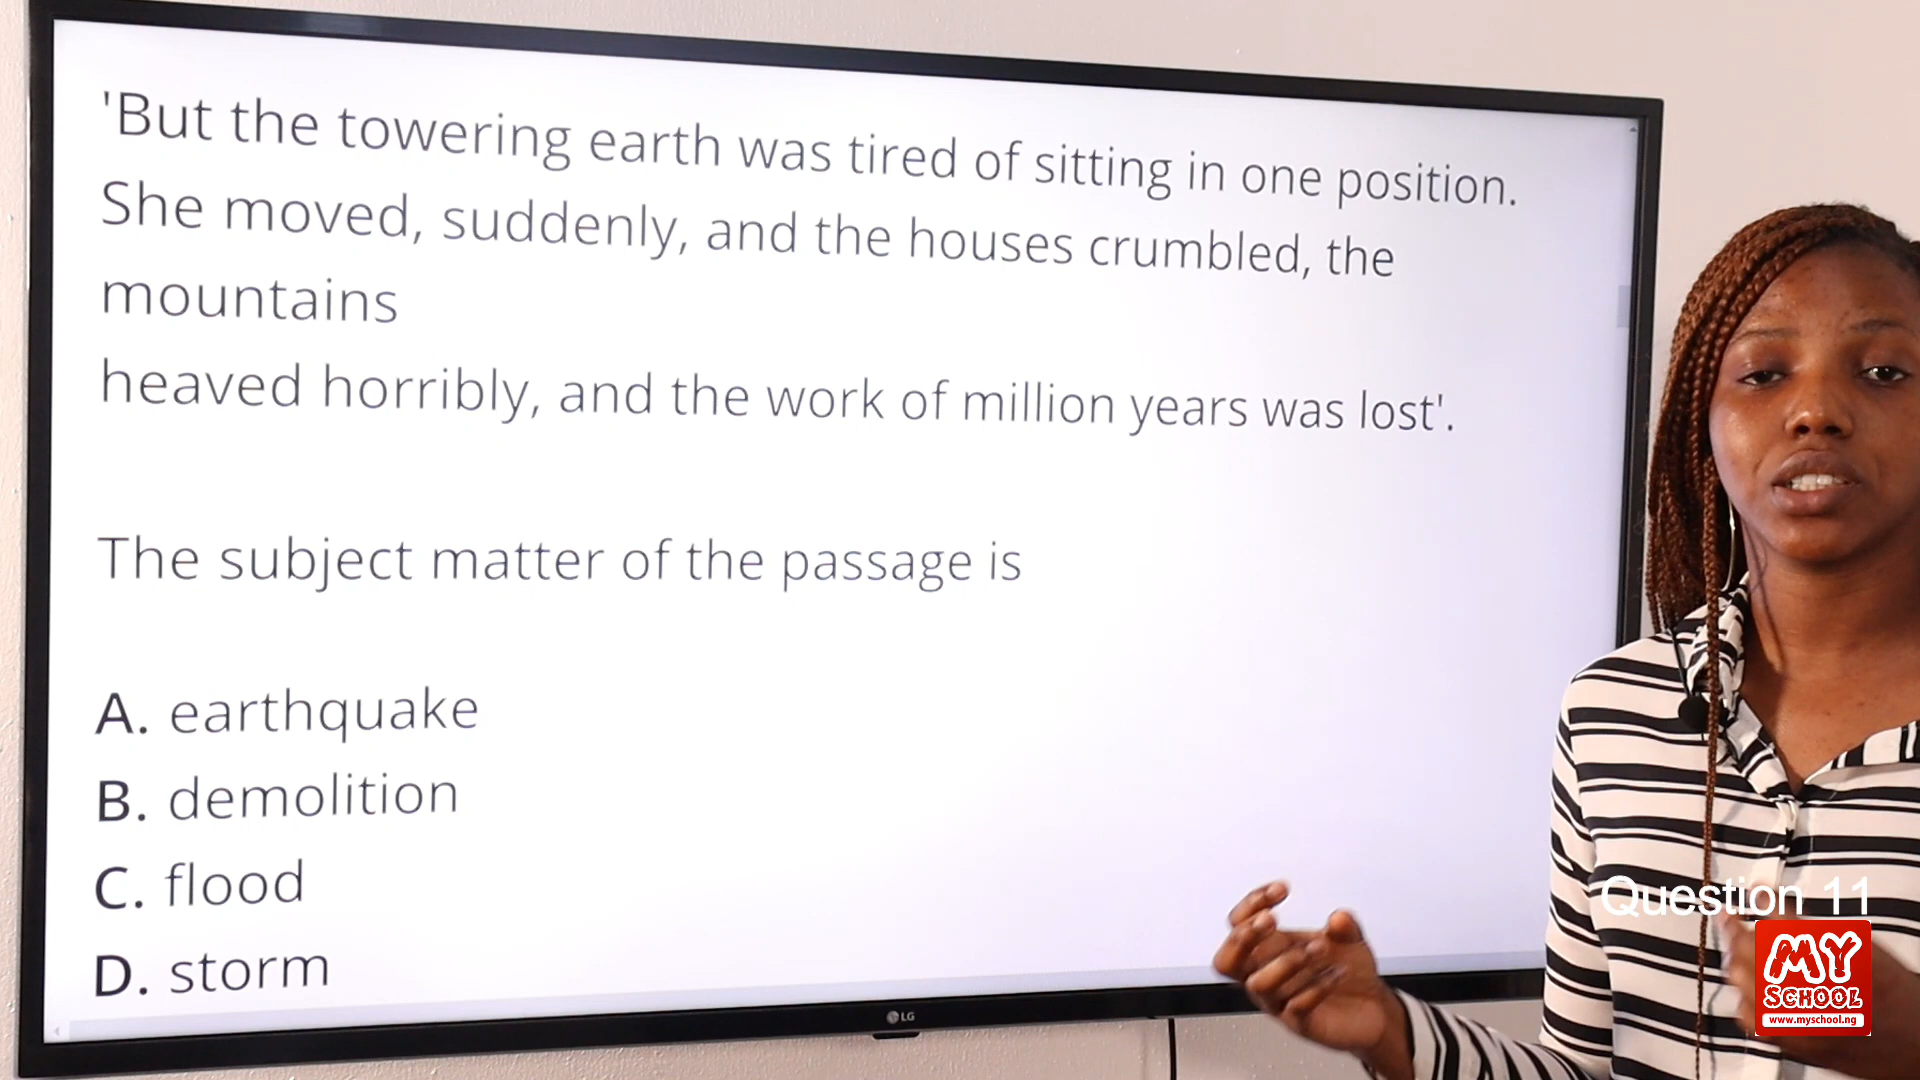 'But the towering earth was tired of sitting in one position.
She moved, suddenly, and the houses crumbled, the
mountains
heaved horribly, and the work of million years was lost'.
The subject matter of the passage is
A. earthquake
B. demolition
C. flood
D. storm
LG
Question 11
MY
SCHOOL
www.myschool.ng